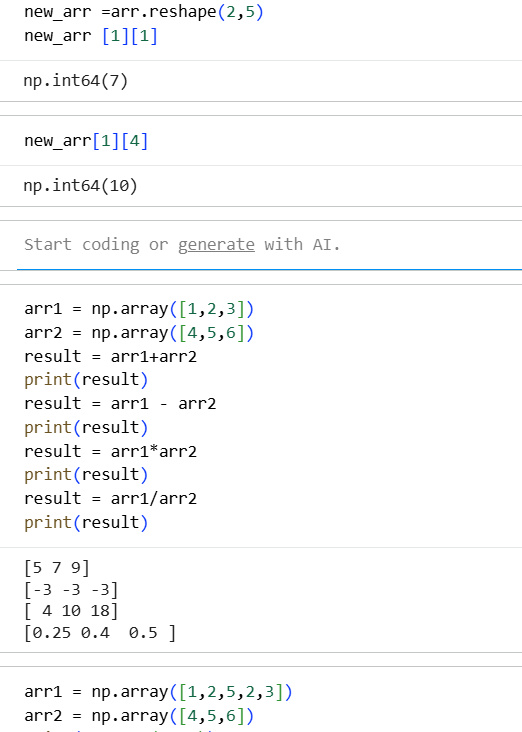 new_arr =arr.reshape(2,5)
new_arr [1][1]
np.int64(7)
new_arr[1][4]
np.int64(10)
Start coding or generate with AI.
arr1 = np.array([1,2,3])
arr2 = np.array([4,5,6])
result = arr1+arr2
print(result)
result = arr1 - arr2
print(result)
result = arr1*arr2
print(result)
result = arr1/arr2
print(result)
[5 7 9]
[-3 -3 -3]
[ 4 10 18]
[0.25 0.4  0.5 ]
arr1 = np.array([1,2,5,2,3])
arr2 = np.array([4,5,6])